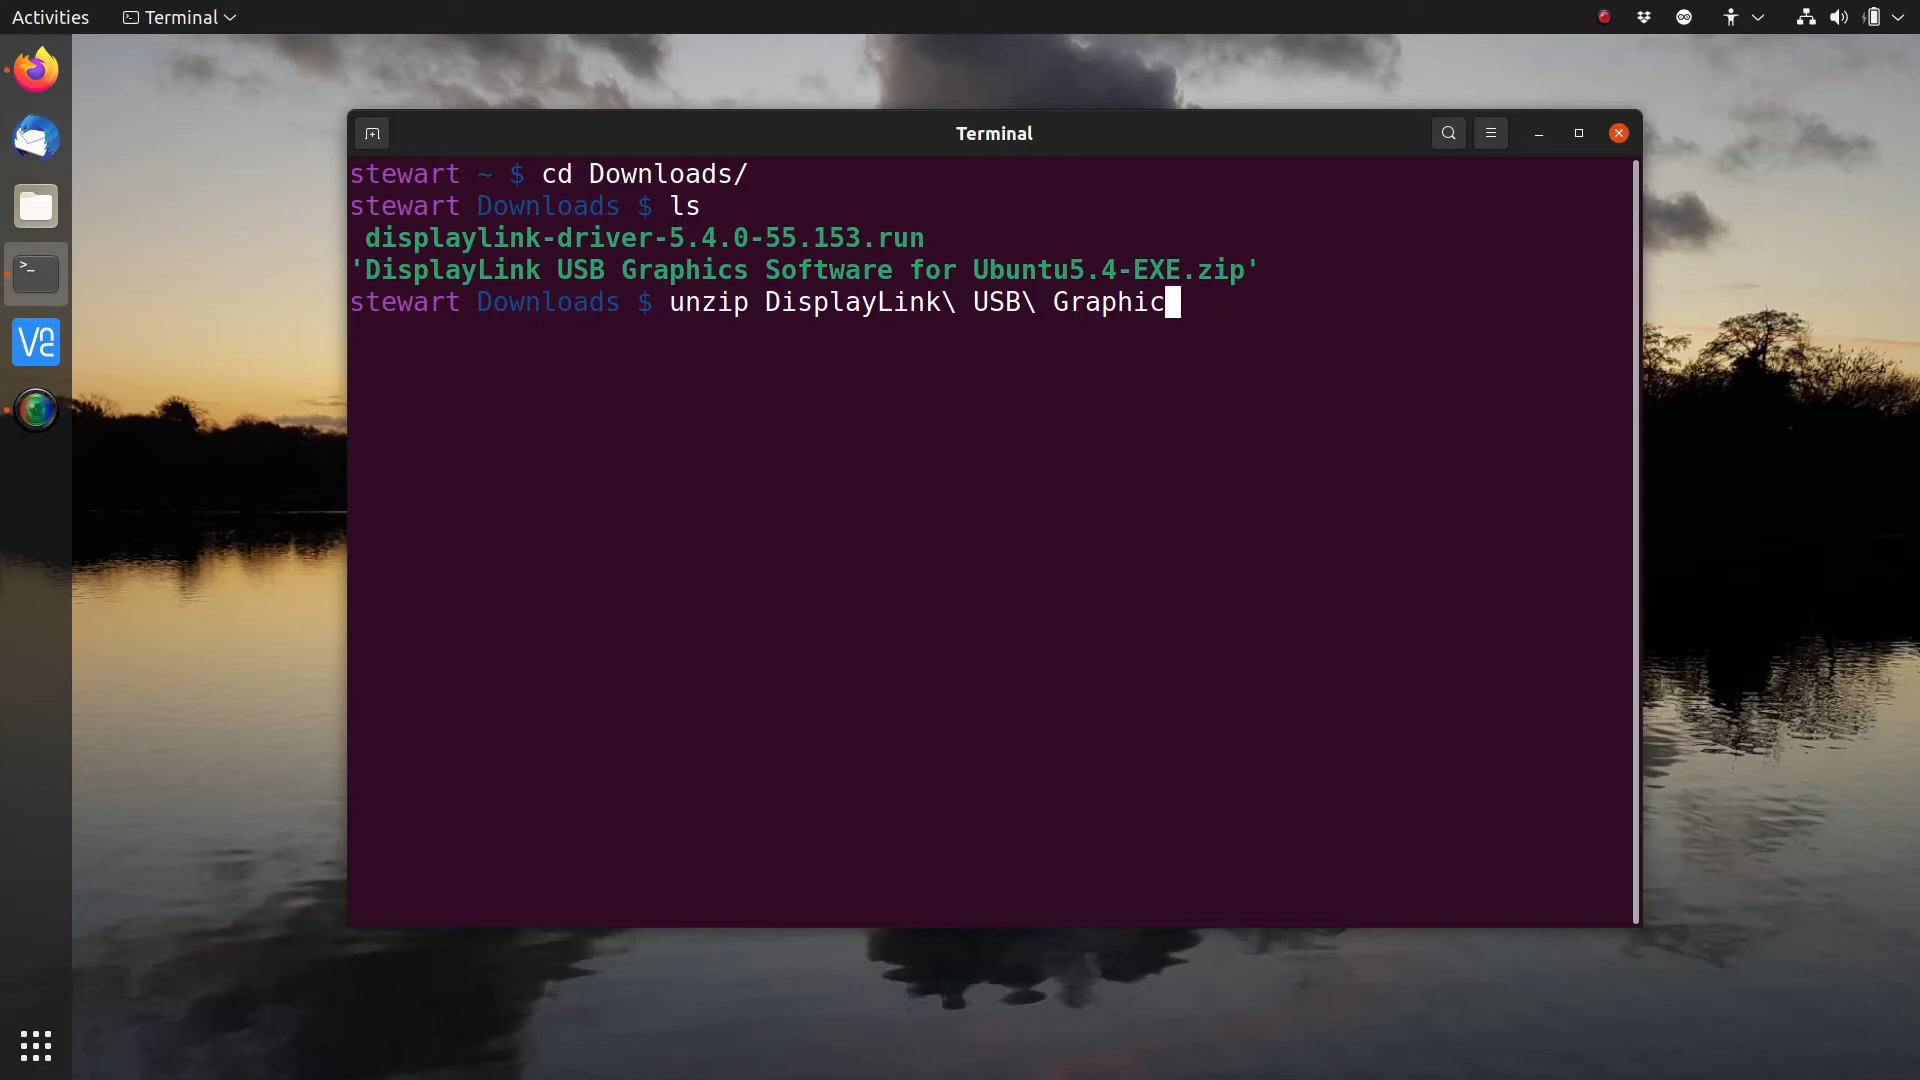 Activities
Terminal
Terminal
stewart ~ $ cd Downloads/
stewart Downloads $ ls
displaylink-driver-5.4.0-55.153.run
'DisplayLink USB Graphics Software for Ubuntu5.4-EXE.zip'
stewart Downloads $ unzip DisplayLink\ USB\ Graphic